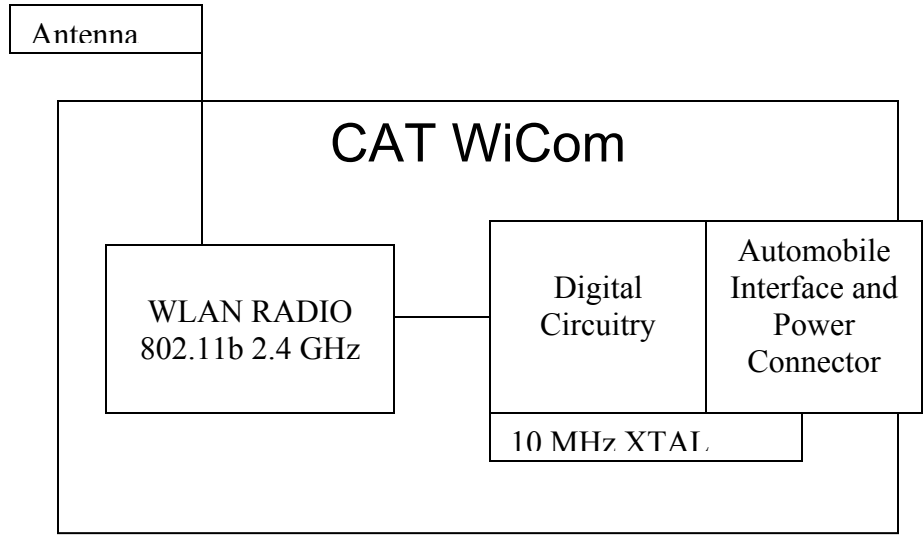 Antenna
CAT WiCom
WLAN RADIO
802.11b 2.4 GHz
Digital
Circuitry
Automobile
Interface and
Power
Connector
10 MHz XTAL